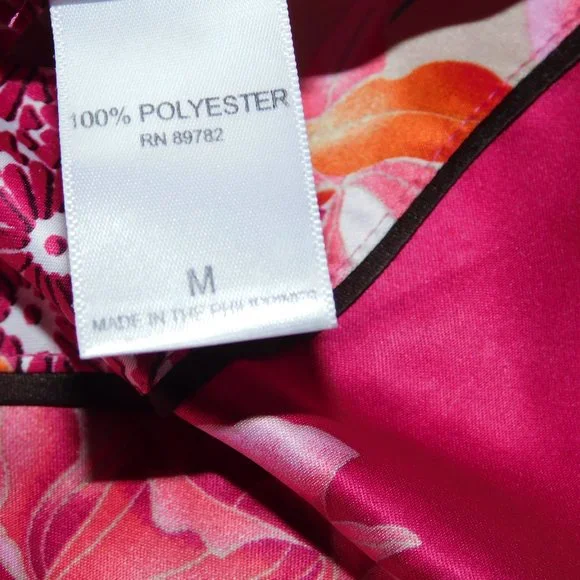 100% POLYESTER
RN 89782
M
MADE IN THE PHILIPPINES